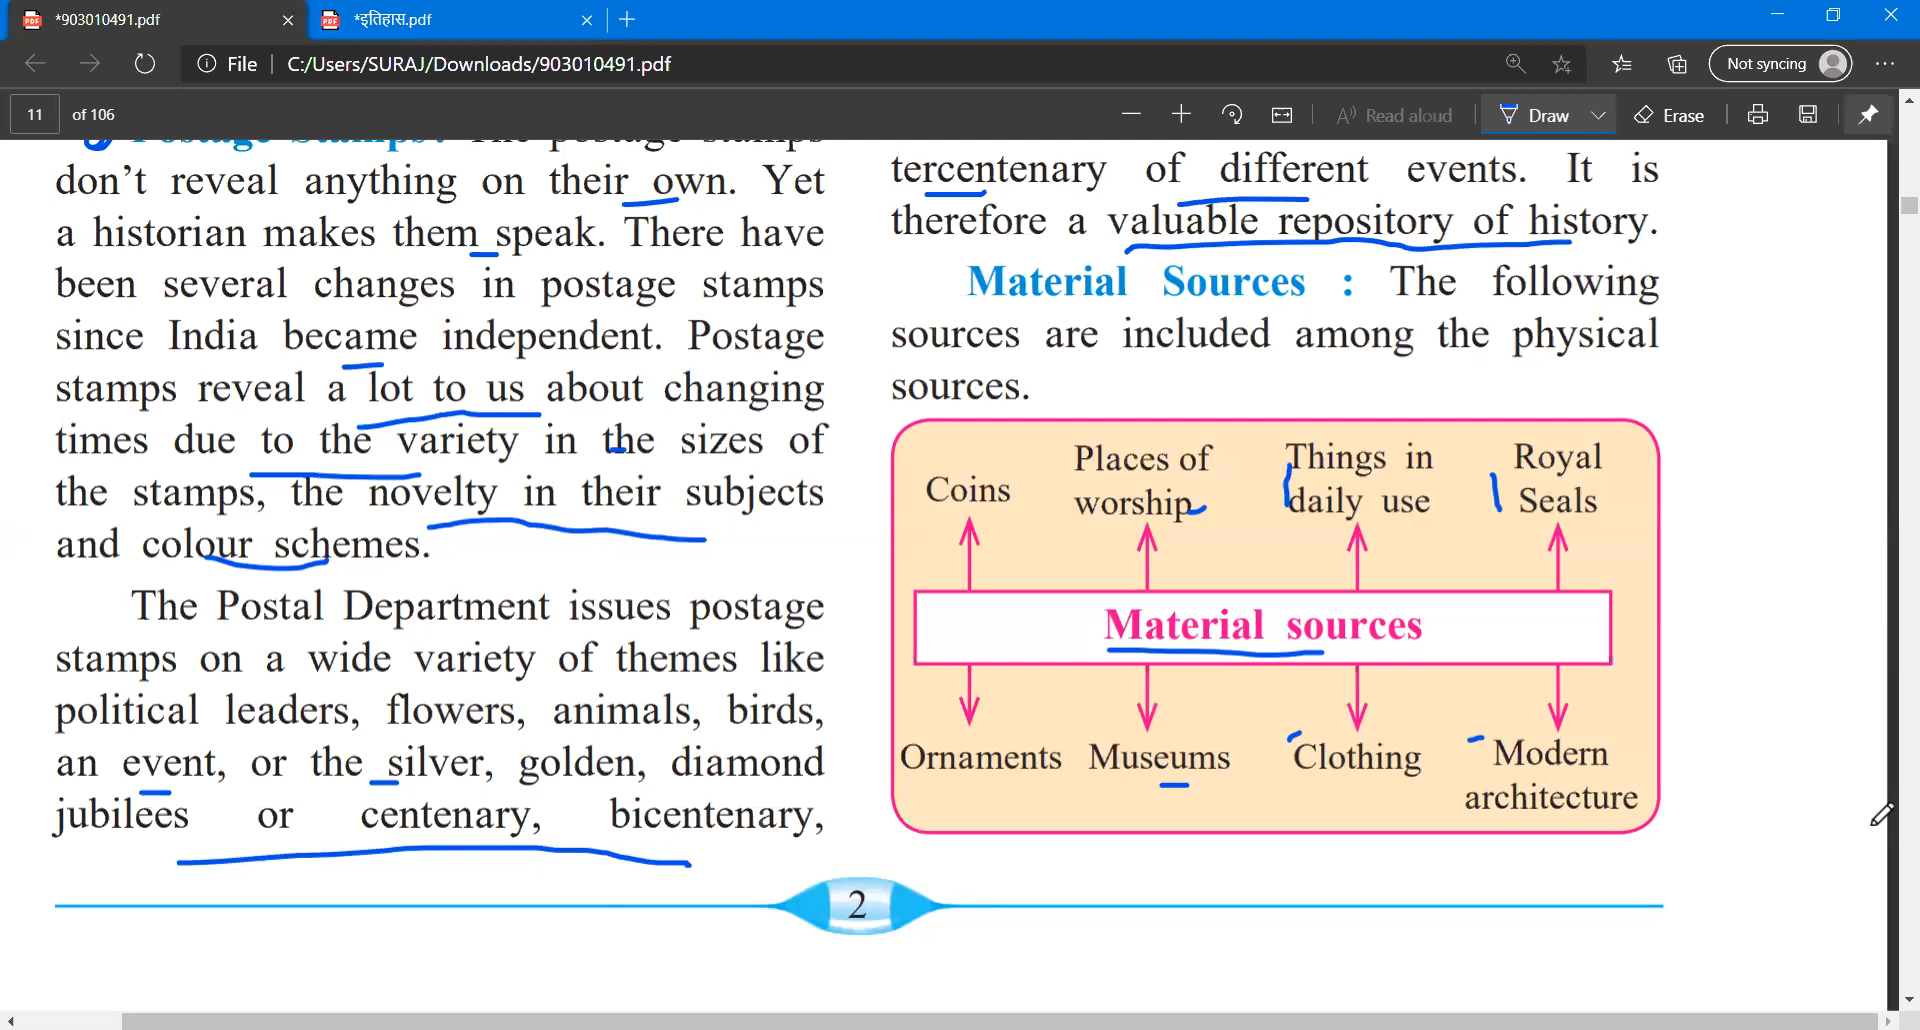 *903010491.pdf
*इतिहास.pdf
File
C:/Users/SURAJ/Downloads/903010491.pdf
Not syncing
11 of 106
Read aloud
Draw
Erase
Postage Stamps : The postage stamps
don't reveal anything on their own. Yet
a historian makes them speak. There have
been several changes in postage stamps
since India became independent. Postage
stamps reveal a lot to us about changing
times due to the variety in the sizes of
the stamps, the novelty in their subjects
and colour schemes.
The Postal Department issues postage
stamps on a wide variety of themes like
political leaders, flowers, animals, birds,
an event, or the silver, golden, diamond
jubilees or centenary, bicentenary,
tercentenary of different events. It is
therefore a valuable repository of history.
Material Sources : The following
sources are included among the physical
sources.
Coins
Places of
worship
Things in
daily use
Royal
Seals
Material sources
Ornaments
Museums
Clothing
Modern
architecture
2